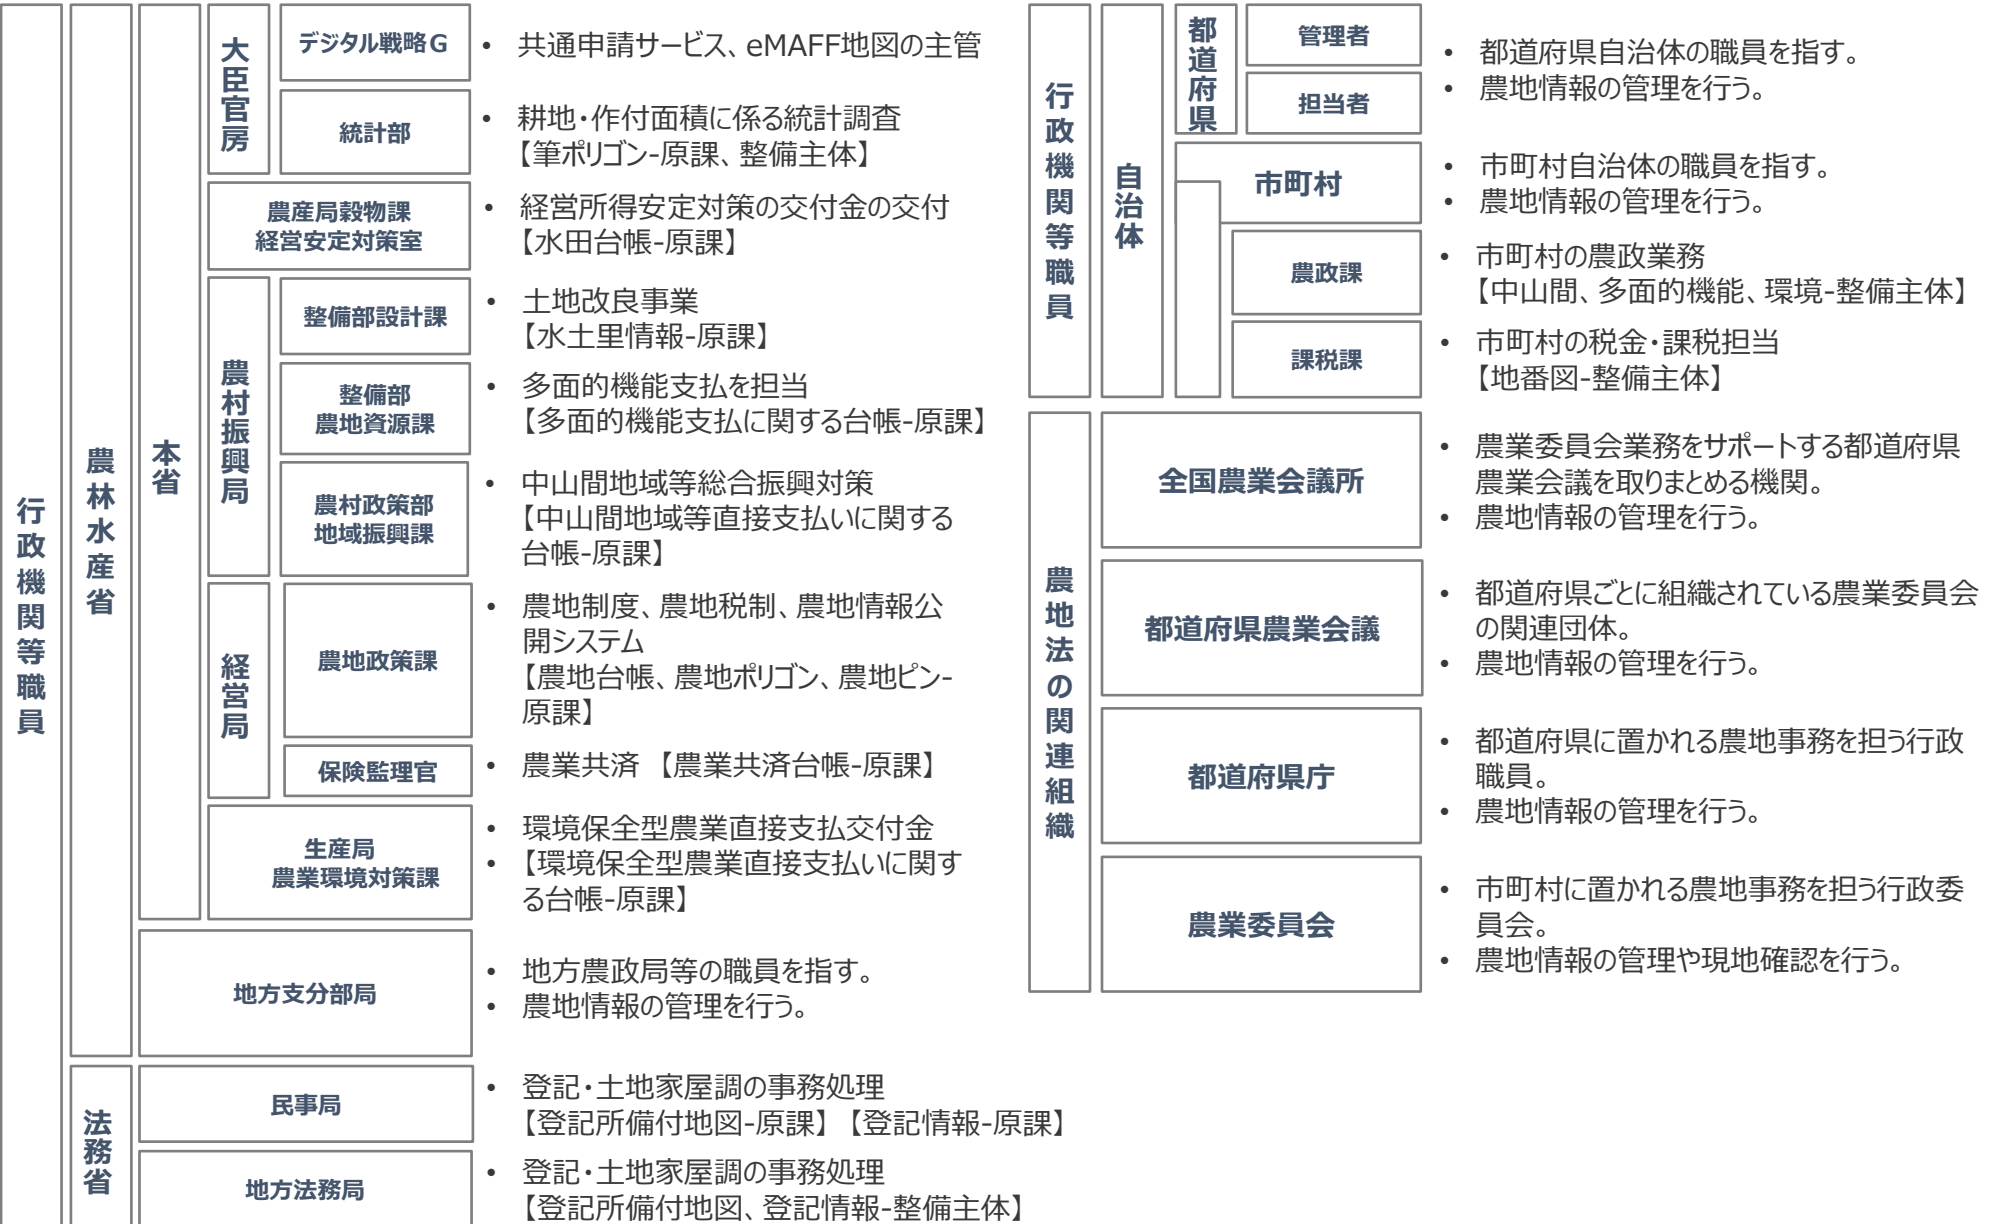 行政機関等職員
農林水産省
本省
大臣官房
デジタル戦略G
• 共通申請サービス、eMAFF地図の主管
統計部
• 耕地・作付面積に係る統計調査
【筆ポリゴン-原課、整備主体】
農産局穀物課
経営安定対策室
• 経営所得安定対策の交付金の交付
【水田台帳-原課】
農村振興局
整備部設計課
• 土地改良事業
【水土里情報-原課】
整備部
農地資源課
• 多面的機能支払を担当
【多面的機能支払に関する台帳-原課】
農村政策部
地域振興課
• 中山間地域等総合振興対策
【中山間地域等直接支払いに関する
台帳-原課】
経営局
農地政策課
• 農地制度、農地税制、農地情報公
開システム
【農地台帳、農地ポリゴン、農地ピン-
原課】
保険監理官
• 農業共済 【農業共済台帳-原課】
生産局
農業環境対策課
• 環境保全型農業直接支払交付金
• 【環境保全型農業直接支払いに関す
る台帳-原課】
地方支分部局
• 地方農政局等の職員を指す。
• 農地情報の管理を行う。
法務省
民事局
• 登記・土地家屋調の事務処理
【登記所備付地図-原課】【登記情報-原課】
地方法務局
• 登記・土地家屋調の事務処理
【登記所備付地図、登記情報-整備主体】
行政機関等職員
自治体
都道府県
管理者
担当者
• 都道府県自治体の職員を指す。
• 農地情報の管理を行う。
市町村
• 市町村自治体の職員を指す。
• 農地情報の管理を行う。
農政課
• 市町村の農政業務
【中山間、多面的機能、環境-整備主体】
課税課
• 市町村の税金・課税担当
【地番図-整備主体】
農地法の関連組織
全国農業会議所
• 農業委員会業務をサポートする都道府県
農業会議を取りまとめる機関。
• 農地情報の管理を行う。
都道府県農業会議
• 都道府県ごとに組織されている農業委員会
の関連団体。
• 農地情報の管理を行う。
都道府県庁
• 都道府県に置かれる農地事務を担う行政
職員。
• 農地情報の管理を行う。
農業委員会
• 市町村に置かれる農地事務を担う行政委
員会。
• 農地情報の管理や現地確認を行う。